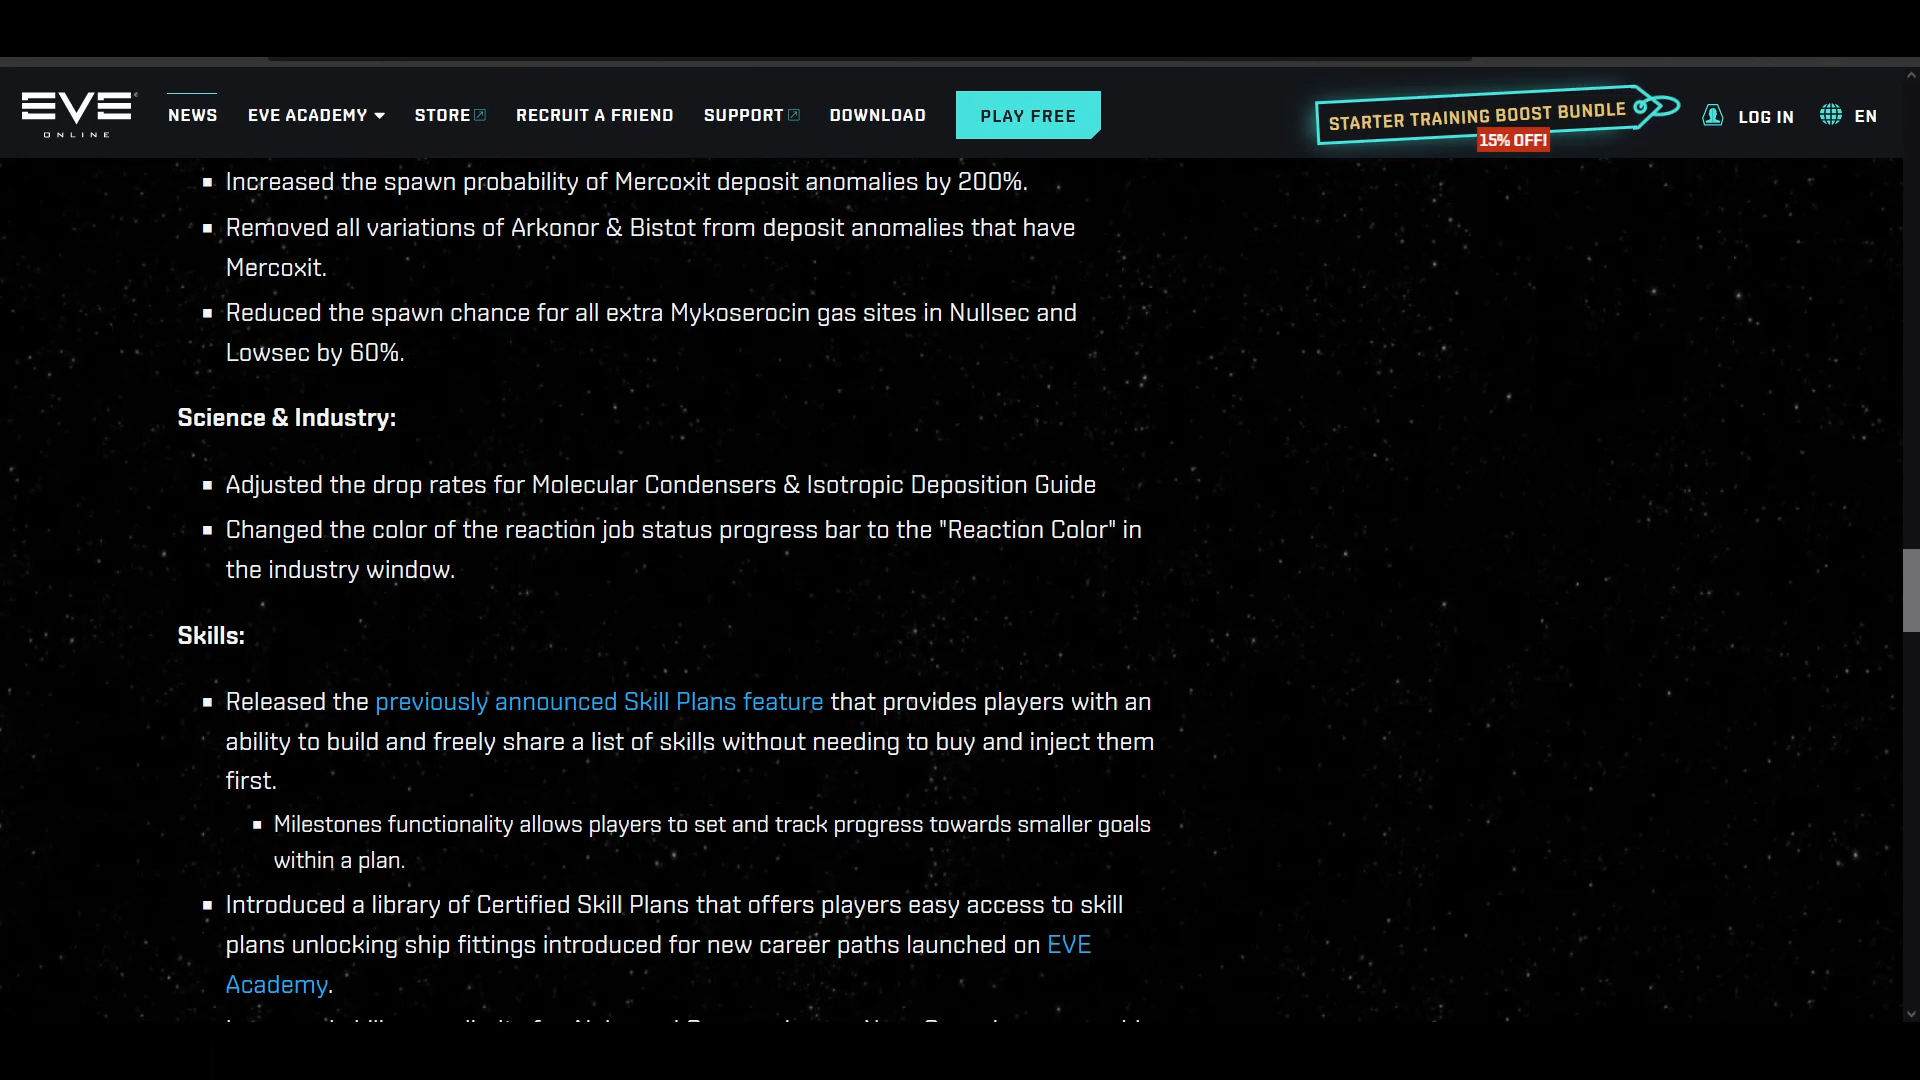 EVE
ONLINE
NEWS EVE ACADEMY STORE RECRUIT A FRIEND SUPPORT DOWNLOAD PLAY FREE STARTER TRAINING BOOST BUNDLE LOG IN EN
15% OFF!
▪ Increased the spawn probability of Mercoxit deposit anomalies by 200%.
▪ Removed all variations of Arkonor & Bistot from deposit anomalies that have
Mercoxit.
▪ Reduced the spawn chance for all extra Mykoserocin gas sites in Nullsec and
Lowsec by 60%.
Science & Industry:
▪ Adjusted the drop rates for Molecular Condensers & Isotropic Deposition Guide
▪ Changed the color of the reaction job status progress bar to the "Reaction Color" in
the industry window.
Skills:
▪ Released the previously announced Skill Plans feature that provides players with an
ability to build and freely share a list of skills without needing to buy and inject them
first.
▪ Milestones functionality allows players to set and track progress towards smaller goals
within a plan.
▪ Introduced a library of Certified Skill Plans that offers players easy access to skill
plans unlocking ship fittings introduced for new career paths launched on EVE
Academy.